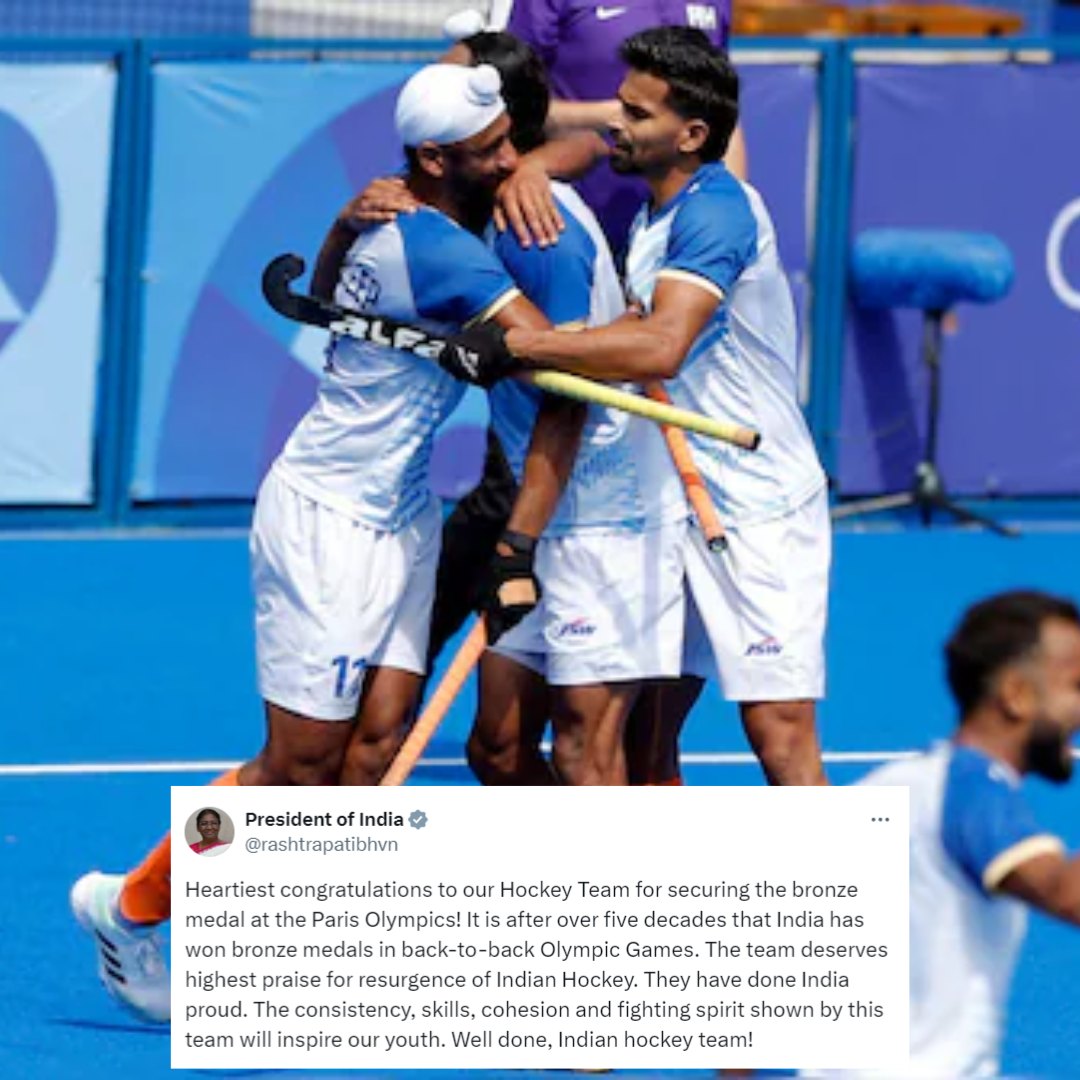 ALFA
11
JSW
JSW
President of India
@rashtrapatibhvn
Heartiest congratulations to our Hockey Team for securing the bronze
medal at the Paris Olympics! It is after over five decades that India has
won bronze medals in back-to-back Olympic Games. The team deserves
highest praise for resurgence of Indian Hockey. They have done India
proud. The consistency, skills, cohesion and fighting spirit shown by this
team will inspire our youth. Well done, Indian hockey team!